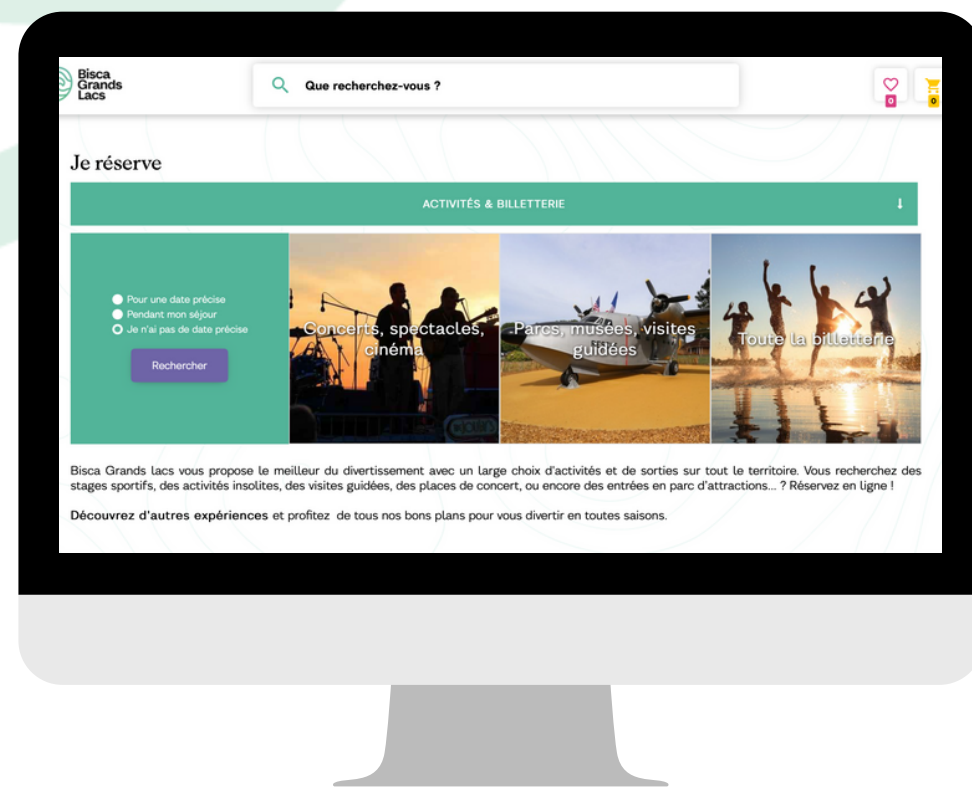 Bisca
Grands
Lacs
Que recherchez-vous ?
0
0
Je réserve
ACTIVITÉS & BILLETTERIE
Pour une date précise
Pendant mon séjour
Je n'ai pas de date précise
Rechercher
Concerts, spectacles,
cinéma
Parcs, musées, visites
guidées
Toute la billetterie
Bisca Grands lacs vous propose le meilleur du divertissement avec un large choix d'activités et de sorties sur tout le territoire. Vous recherchez des
stages sportifs, des activités insolites, des visites guidées, des places de concert, ou encore des entrées en parc d'attractions... ? Réservez en ligne !
Découvrez d'autres expériences et profitez de tous nos bons plans pour vous divertir en toutes saisons.